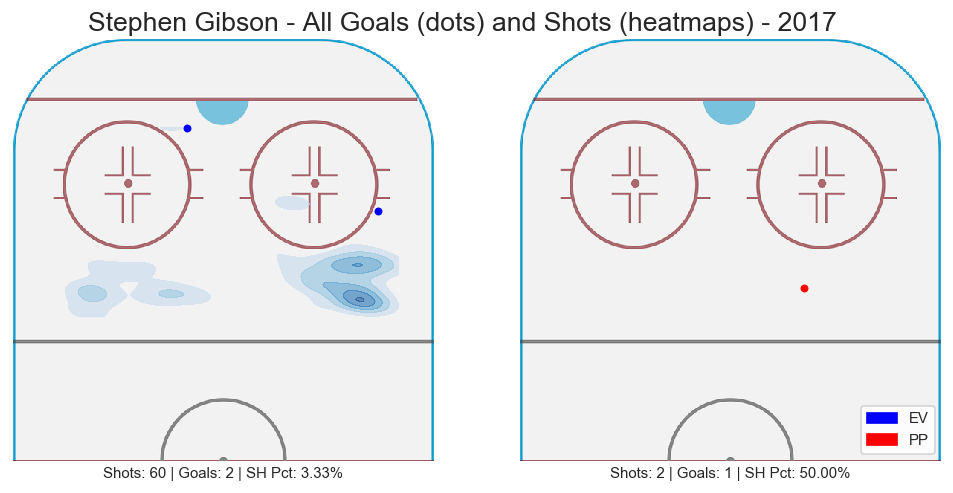 Stephen Gibson - All Goals (dots) and Shots (heatmaps) - 2017
EV
PP
Shots: 60 | Goals: 2 | SH Pct: 3.33%
Shots: 2 | Goals: 1 | SH Pct: 50.00%